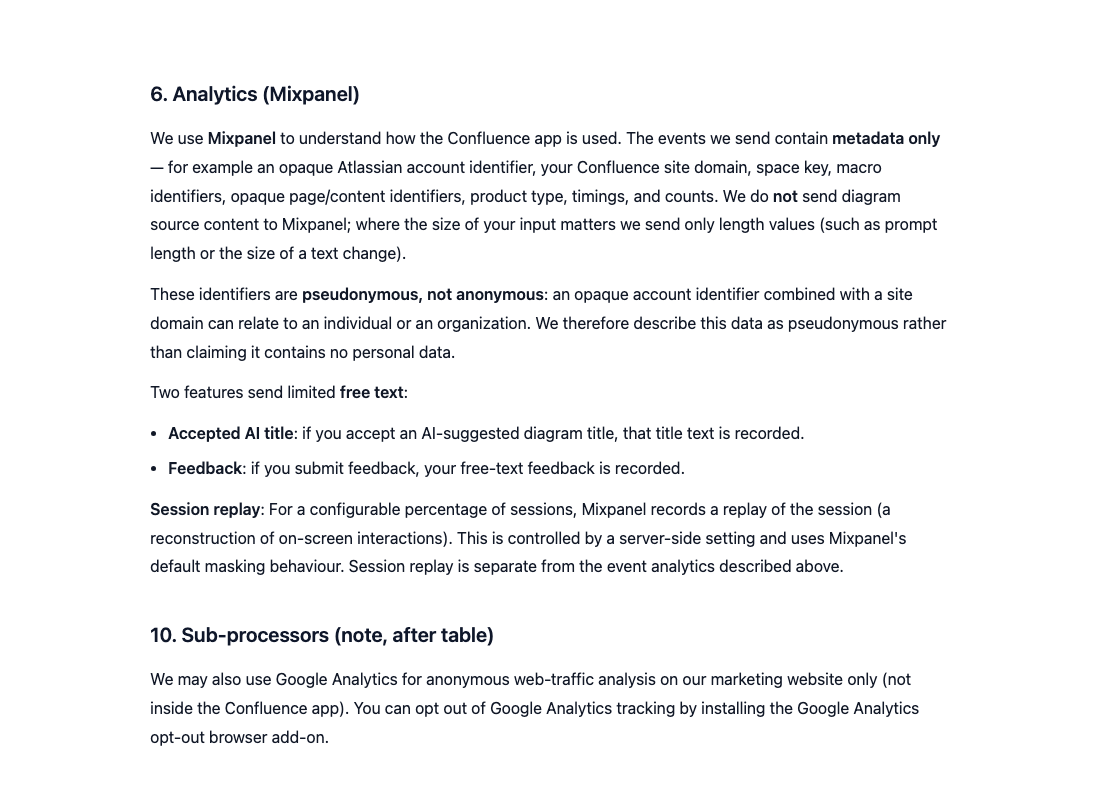 6. Analytics (Mixpanel)
We use Mixpanel to understand how the Confluence app is used. The events we send contain metadata only
— for example an opaque Atlassian account identifier, your Confluence site domain, space key, macro
identifiers, opaque page/content identifiers, product type, timings, and counts. We do not send diagram
source content to Mixpanel; where the size of your input matters we send only length values (such as prompt
length or the size of a text change).
These identifiers are pseudonymous, not anonymous: an opaque account identifier combined with a site
domain can relate to an individual or an organization. We therefore describe this data as pseudonymous rather
than claiming it contains no personal data.
Two features send limited free text:
• Accepted AI title: if you accept an AI-suggested diagram title, that title text is recorded.
• Feedback: if you submit feedback, your free-text feedback is recorded.
Session replay: For a configurable percentage of sessions, Mixpanel records a replay of the session (a
reconstruction of on-screen interactions). This is controlled by a server-side setting and uses Mixpanel's
default masking behaviour. Session replay is separate from the event analytics described above.
10. Sub-processors (note, after table)
We may also use Google Analytics for anonymous web-traffic analysis on our marketing website only (not
inside the Confluence app). You can opt out of Google Analytics tracking by installing the Google Analytics
opt-out browser add-on.